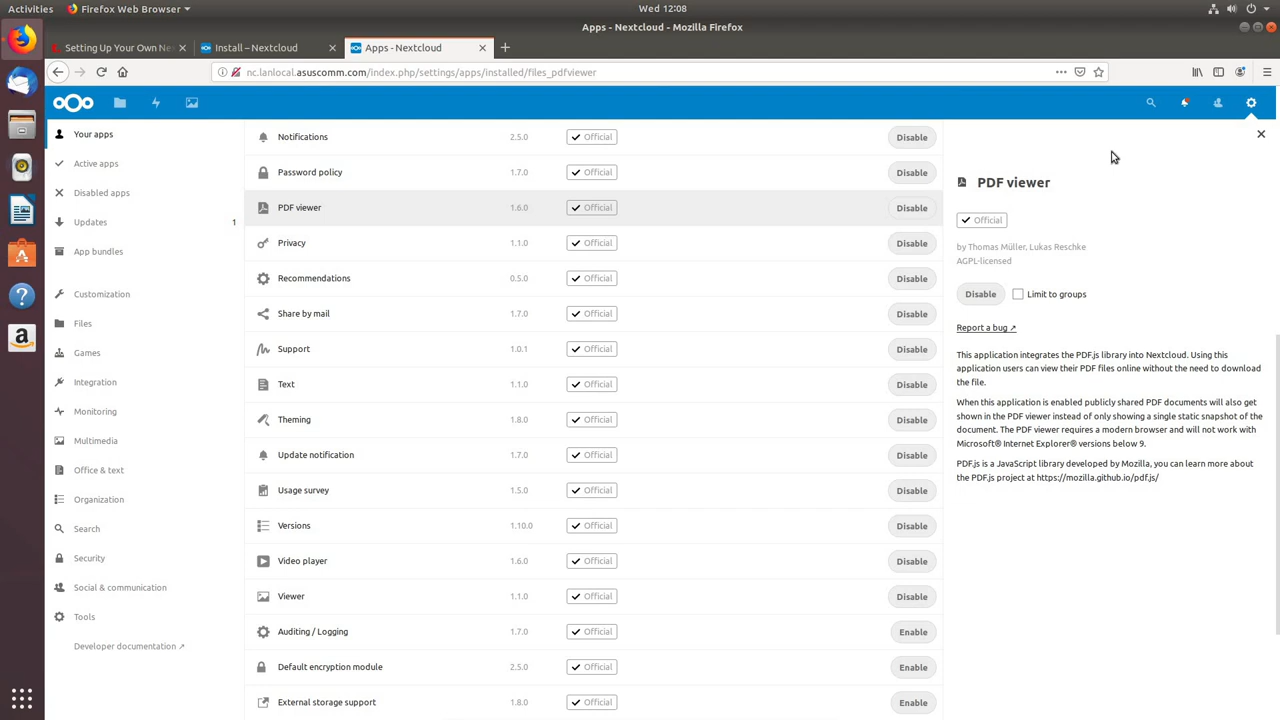 Activities
Firefox Web Browser
Wed 12:08
Apps - Nextcloud - Mozilla Firefox
Setting Up Your Own Ne
Install – Nextcloud
Apps - Nextcloud
nc.lanlocal.asuscomm.com/index.php/settings/apps/installed/files_pdfviewer
Your apps
Active apps
Disabled apps
Updates 1
App bundles
Customization
Files
Games
Integration
Monitoring
Multimedia
Office & text
Organization
Search
Security
Social & communication
Tools
Developer documentation ↗
Notifications 2.5.0 Official Disable
Password policy 1.7.0 Official Disable
PDF viewer 1.6.0 Official Disable
Privacy 1.1.0 Official Disable
Recommendations 0.5.0 Official Disable
Share by mail 1.7.0 Official Disable
Support 1.0.1 Official Disable
Text 1.1.0 Official Disable
Theming 1.8.0 Official Disable
Update notification 1.7.0 Official Disable
Usage survey 1.5.0 Official Disable
Versions 1.10.0 Official Disable
Video player 1.6.0 Official Disable
Viewer 1.1.0 Official Disable
Auditing / Logging 1.7.0 Official Enable
Default encryption module 2.5.0 Official Enable
External storage support 1.8.0 Official Enable
PDF viewer
Official
by Thomas Müller, Lukas Reschke
AGPL-licensed
Disable Limit to groups
Report a bug ↗
This application integrates the PDF.js library into Nextcloud. Using this
application users can view their PDF files online without the need to download
the file.
When this application is enabled publicly shared PDF documents will also get
shown in the PDF viewer instead of only showing a single static snapshot of the
document. The PDF viewer requires a modern browser and will not work with
Microsoft® Internet Explorer® versions below 9.
PDF.js is a JavaScript library developed by Mozilla, you can learn more about
the PDF.js project at https://mozilla.github.io/pdf.js/